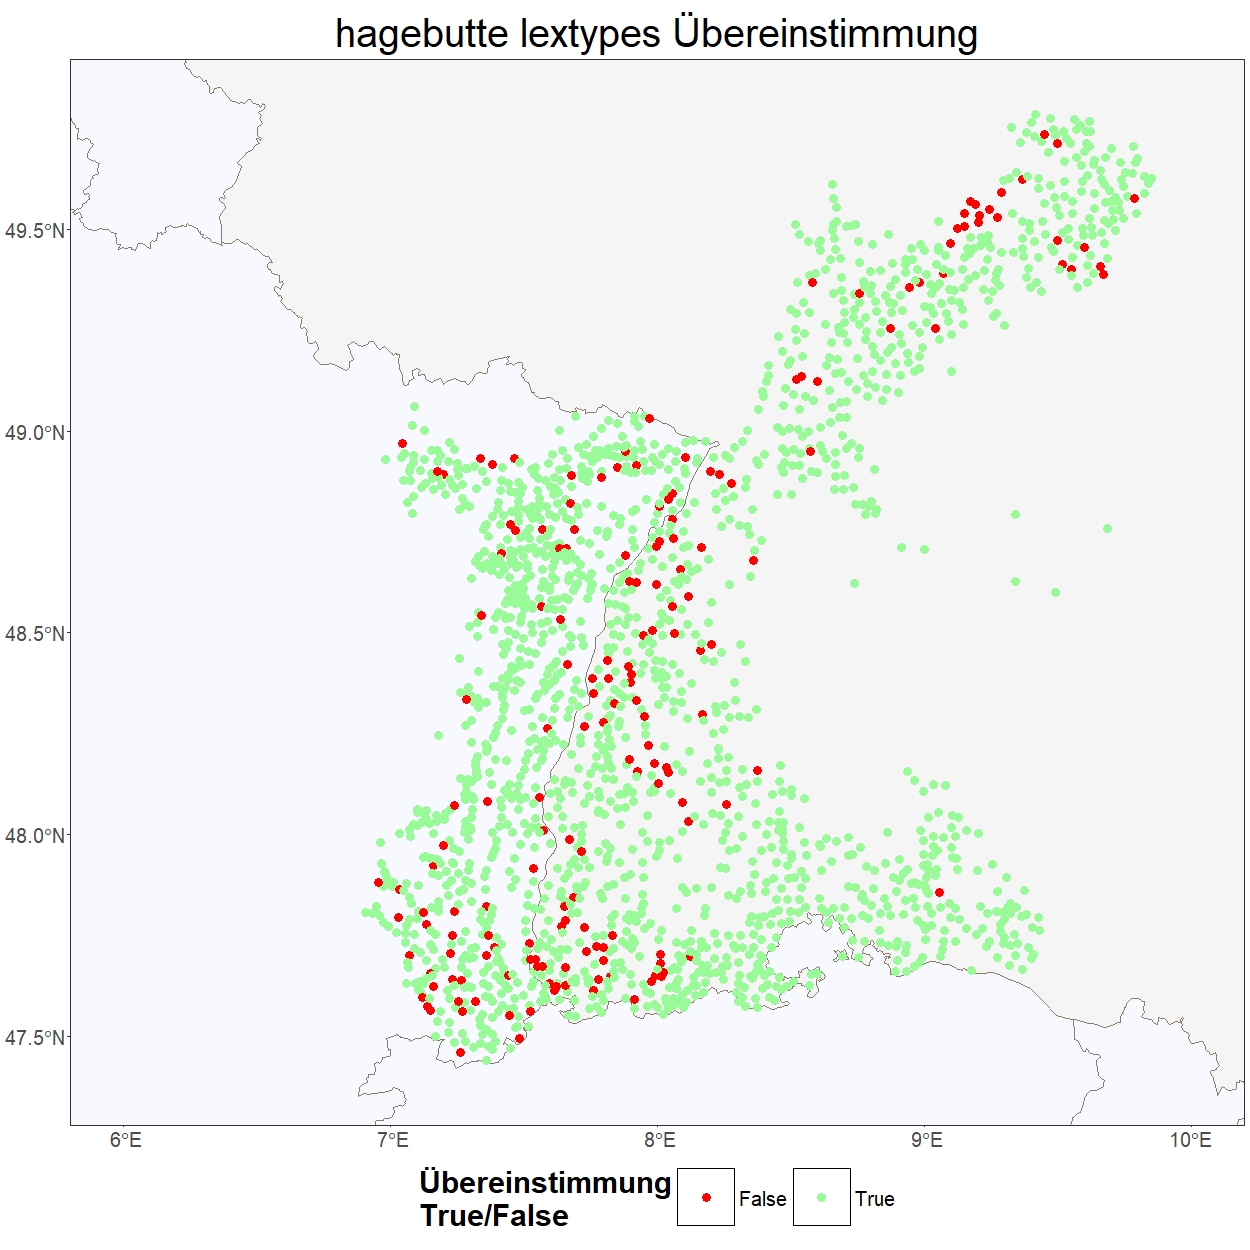 hagebutte lextypes Übereinstimmung
49.5°N
49.0°N
48.5°N
48.0°N
47.5°N
6°E
7°E
8°E
9°E
10°E
Übereinstimmung
True/False
False
True